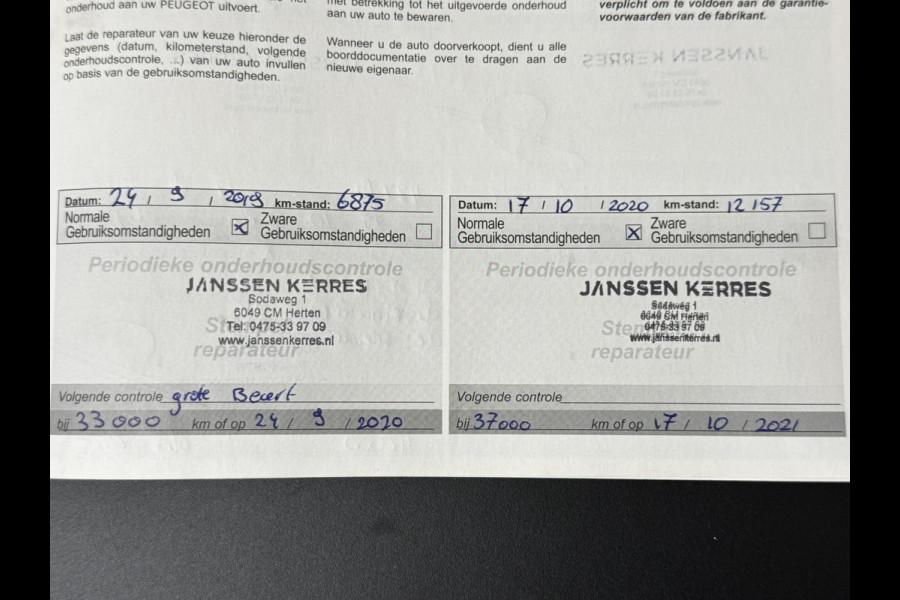 onderhoud aan uw PEUGEOT uitvoert.
Laat de reparateur van uw keuze hieronder de
gegevens (datum, kilometerstand, volgende
onderhoudscontrole, ...) van uw auto invullen
op basis van de gebruiksomstandigheden.
met betrekking tot het uitgevoerde onderhoud
aan uw auto te bewaren.
Wanneer u de auto doorverkoopt, dient u alle
boorddocumentatie over te dragen aan de
nieuwe eigenaar.
verplicht om te voldoen aan de garantie-
voorwaarden van de fabrikant.
JANSSEN KERRES
Datum: 24 / 9 / 2019 km-stand: 6875
Normale
Gebruiksomstandigheden
Zware
Gebruiksomstandigheden
Periodieke onderhoudscontrole
JANSSEN KERRES
Sodaweg 1
6049 CM Herten
Tel: 0475-33 97 09
www.janssenkerres.nl
reparateur
Volgende controle grote Beurt
bij 33000 km of op 24 / 9 / 2020
Datum: 17 / 10 / 2020 km-stand: 12157
Normale
Gebruiksomstandigheden
Zware
Gebruiksomstandigheden
Periodieke onderhoudscontrole
JANSSEN KERRES
Sodaweg 1
6049 CM Herten
0475-33 97 09
www.janssenkerres.nl
reparateur
Volgende controle
bij 37000 km of op 17 / 10 / 2021